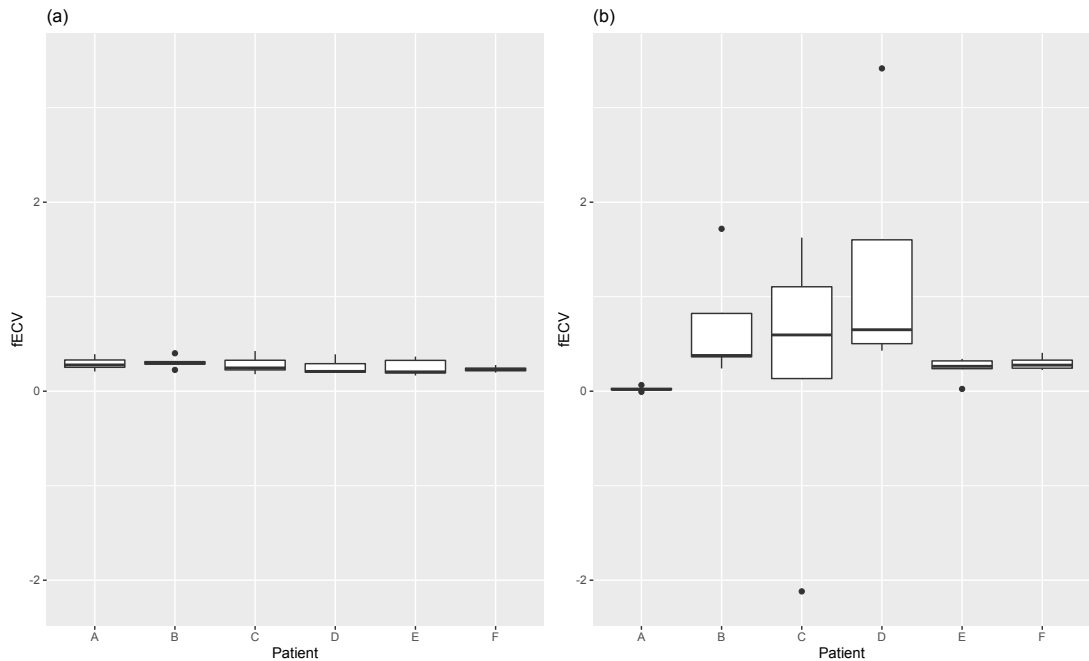 (a)
fECV
2
0
-2
A B C D E F
Patient
(b)
fECV
2
0
-2
A B C D E F
Patient